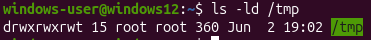 windows-user@windows12:~$ ls -ld /tmp
drwxrwxrwt 15 root root 360 Jun  2 19:02 /tmp